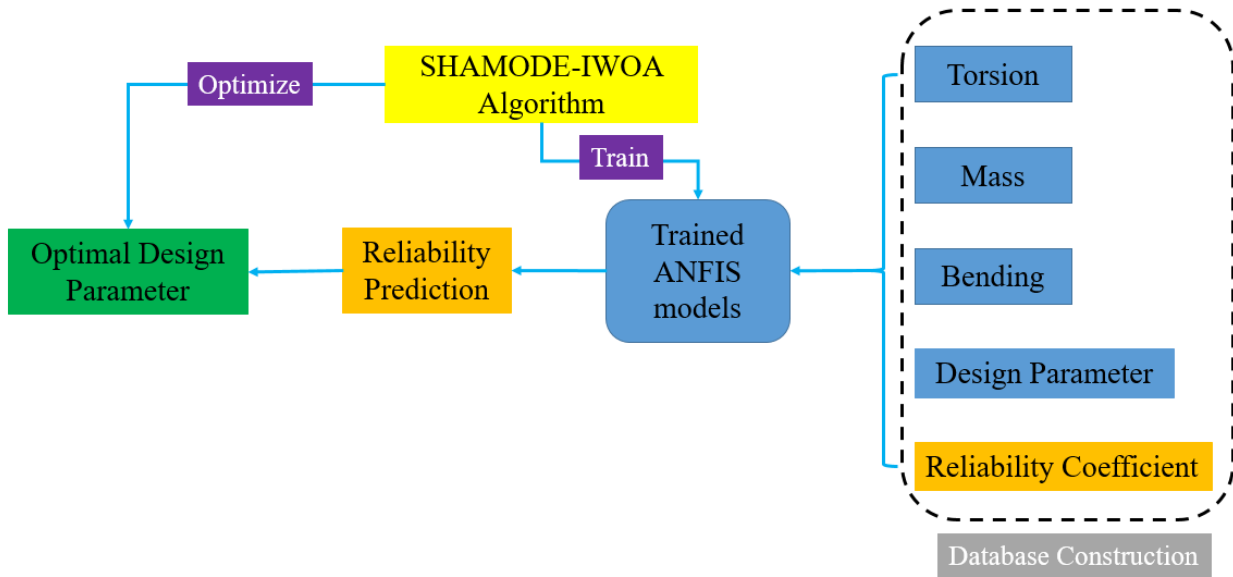 Optimize
SHAMODE-IWOA
Algorithm
Train
Optimal Design
Parameter
Reliability
Prediction
Trained
ANFIS
models
Torsion
Mass
Bending
Design Parameter
Reliability Coefficient
Database Construction